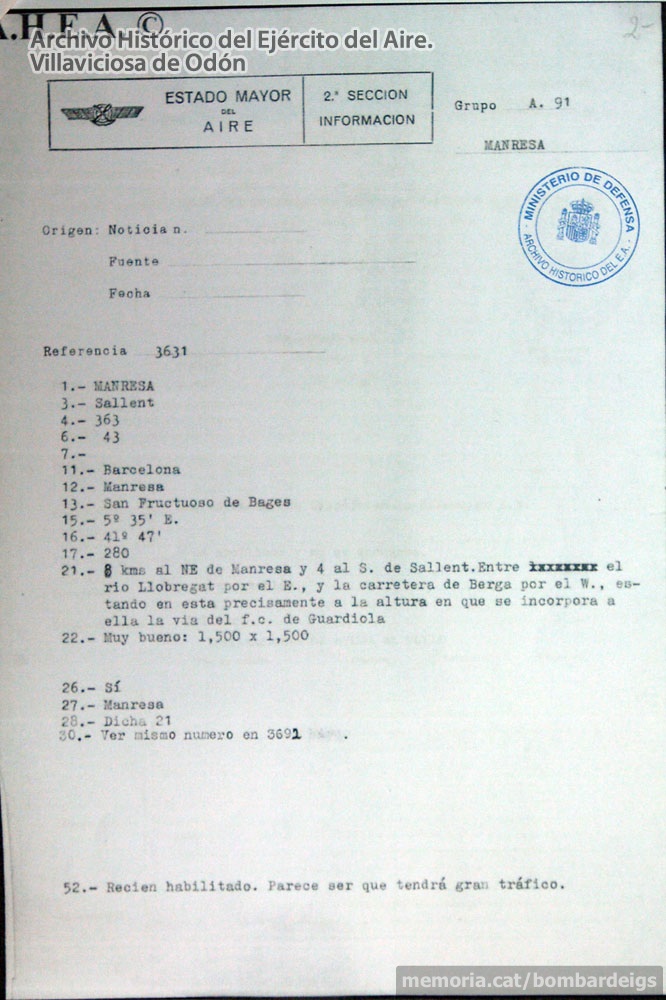 A.H.E.A. ©
Archivo Histórico del Ejército del Aire.
Villaviciosa de Odón
2-
ESTADO MAYOR
DEL
AIRE
2.ª SECCION
INFORMACION
Grupo A. 91
MANRESA
MINISTERIO DE DEFENSA
ARCHIVO HISTORICO DEL E.A.
Origen: Noticia n.
Fuente
Fecha
Referencia 3631
1.- MANRESA
3.- Sallent
4.- 363
6.- 43
7.-
11.- Barcelona
12.- Manresa
13.- San Fructuoso de Bages
15.- 5º 35' E.
16.- 41º 47'
17.- 280
21.- 8 kms al NE de Manresa y 4 al S. de Sallent.Entre xxxxxxxx el
rio Llobregat por el E., y la carretera de Berga por el W., es-
tando en esta precisamente a la altura en que se incorpora a
ella la via del f.c. de Guardiola
22.- Muy bueno: 1,500 x 1,500
26.- Sí
27.- Manresa
28.- Dicha 21
30.- Ver mismo numero en 3691 .
52.- Recien habilitado. Parece ser que tendrá gran tráfico.
memoria.cat/bombardeigs